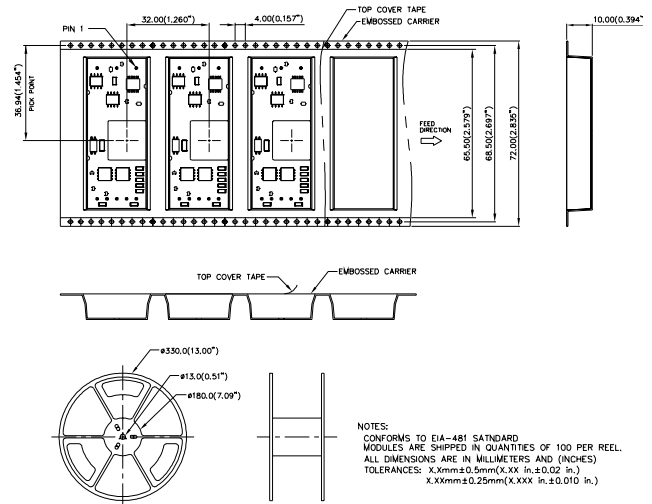 32.00(1.260")
4.00(0.157")
TOP COVER TAPE
EMBOSSED CARRIER
10.00(0.394"
PIN 1
36.94(1.454")
PICK POINT
FEED
DIRECTION
65.50(2.579")
68.50(2.697")
72.00(2.835")
TOP COVER TAPE
EMBOSSED CARRIER
ø330.0(13.00")
ø13.0(0.51")
ø180.0(7.09")
NOTES:
CONFORMS TO EIA-481 SATNDARD
MODULES ARE SHIPPED IN QUANTITIES OF 100 PER REEL.
ALL DIMENSIONS ARE IN MILLIMETERS AND (INCHES)
TOLERANCES: X.Xmm±0.5mm(X.XX in.±0.02 in.)
X.XXmm±0.25mm(X.XXX in.±0.010 in.)